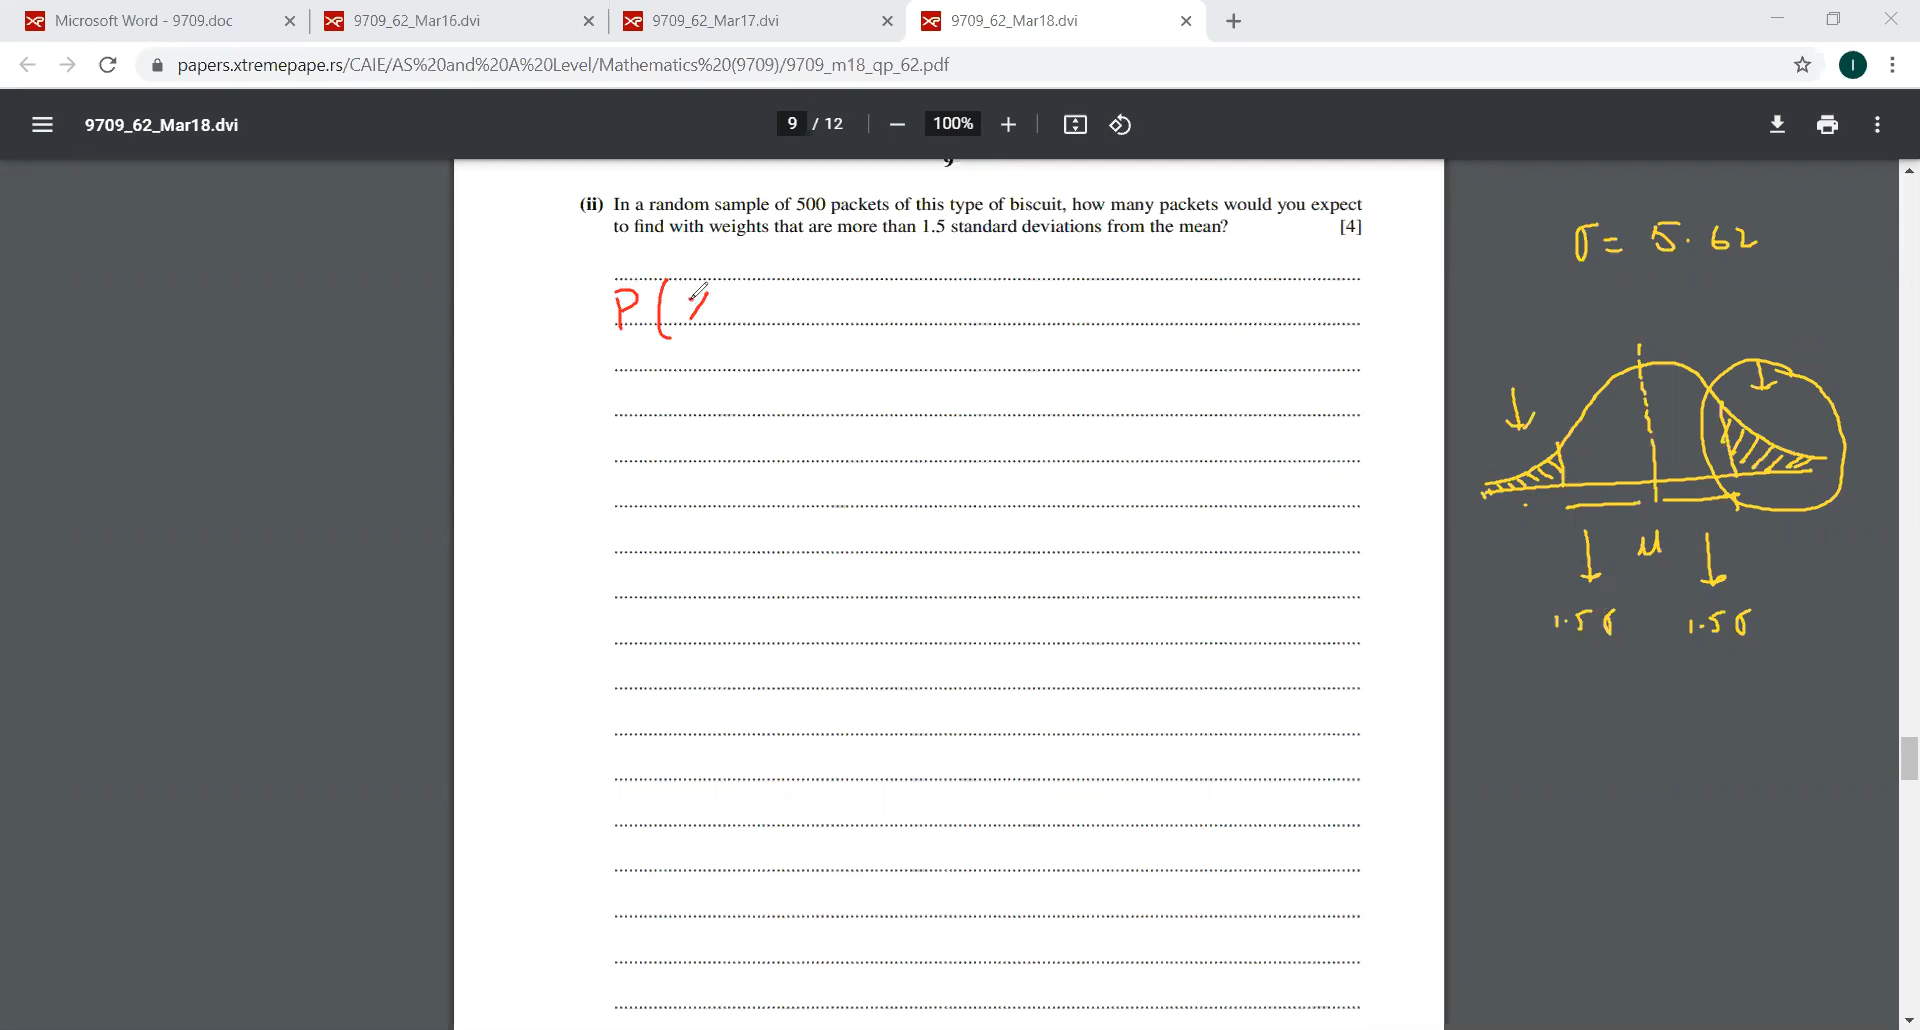 Microsoft Word - 9709.doc
9709_62_Mar16.dvi
9709_62_Mar17.dvi
9709_62_Mar18.dvi
papers.xtremepape.rs/CAIE/AS%20and%20A%20Level/Mathematics%20(9709)/9709_m18_qp_62.pdf
I
9709_62_Mar18.dvi
9 / 12
100%
9
(ii) In a random sample of 500 packets of this type of biscuit, how many packets would you expect
to find with weights that are more than 1.5 standard deviations from the mean? [4]
σ = 5.62
P (
μ
1.5σ 1.5σ